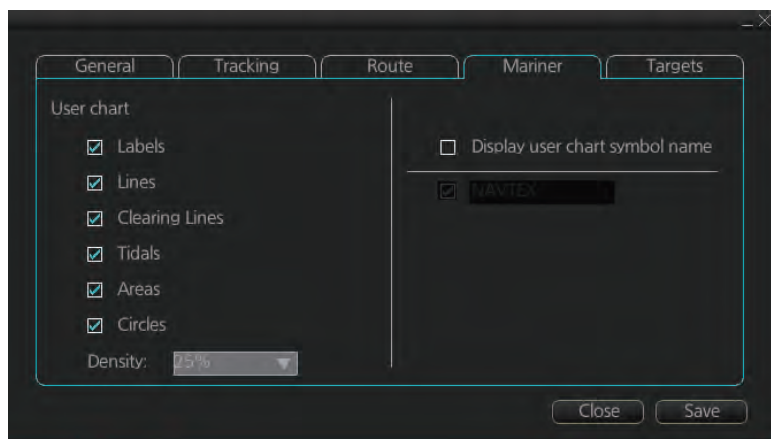 General Tracking Route Mariner Targets
User chart
Labels
Lines
Clearing Lines
Tidals
Areas
Circles
Density: 25%
Display user chart symbol name
NAVTEX
Close Save